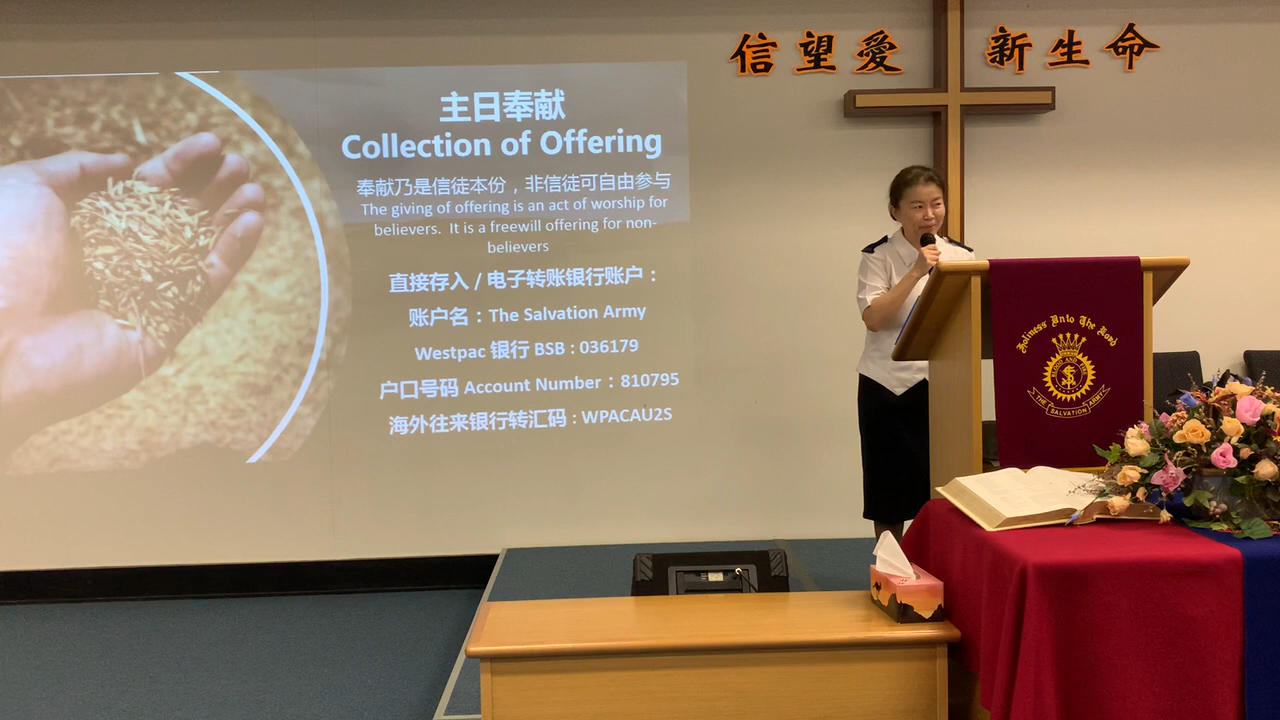 信望愛 新生命
主日奉献
Collection of Offering
奉献乃是信徒本份，非信徒可自由参与
The giving of offering is an act of worship for
believers. It is a freewill offering for non-
believers
直接存入 / 电子转账银行账户：
账户名：The Salvation Army
Westpac 银行 BSB : 036179
户口号码 Account Number：810795
海外往来银行转汇码 : WPACAU2S
Holiness Unto The Lord
BLOOD AND FIRE
THE SALVATION ARMY